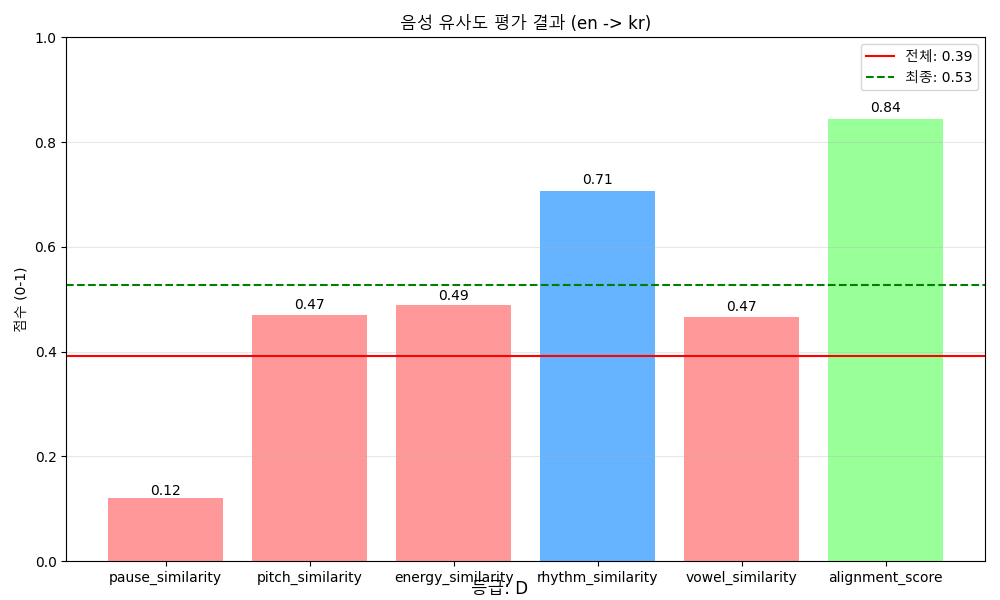 음성 유사도 평가 결과 (en -> kr)
전체: 0.39
최종: 0.53
점수 (0-1)
1.0
0.8
0.6
0.4
0.2
0.0
0.12
0.47
0.49
0.71
0.47
0.84
pause_similarity
pitch_similarity
energy_similarity
rhythm_similarity
vowel_similarity
alignment_score
등급: D